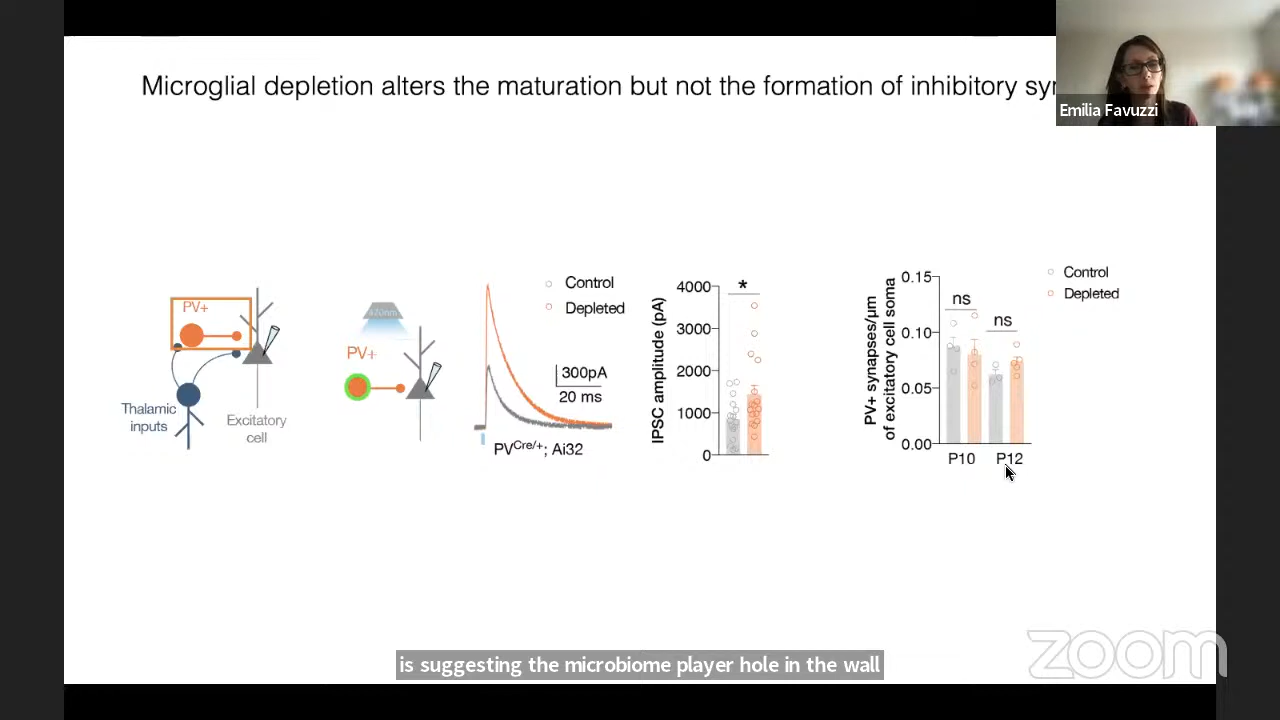 Microglial depletion alters the maturation but not the formation of inhibitory sy
Emilia Favuzzi
PV+
Thalamic
inputs
Excitatory
cell
PV+
Control
Depleted
300pA
20 ms
PVCre/+; Ai32
IPSC amplitude (pA)
4000
3000
2000
1000
0
*
PV+ synapses/µm
of excitatory cell soma
0.15
0.10
0.05
0.00
ns
ns
P10
P12
Control
Depleted
is suggesting the microbiome player hole in the wall
zoom